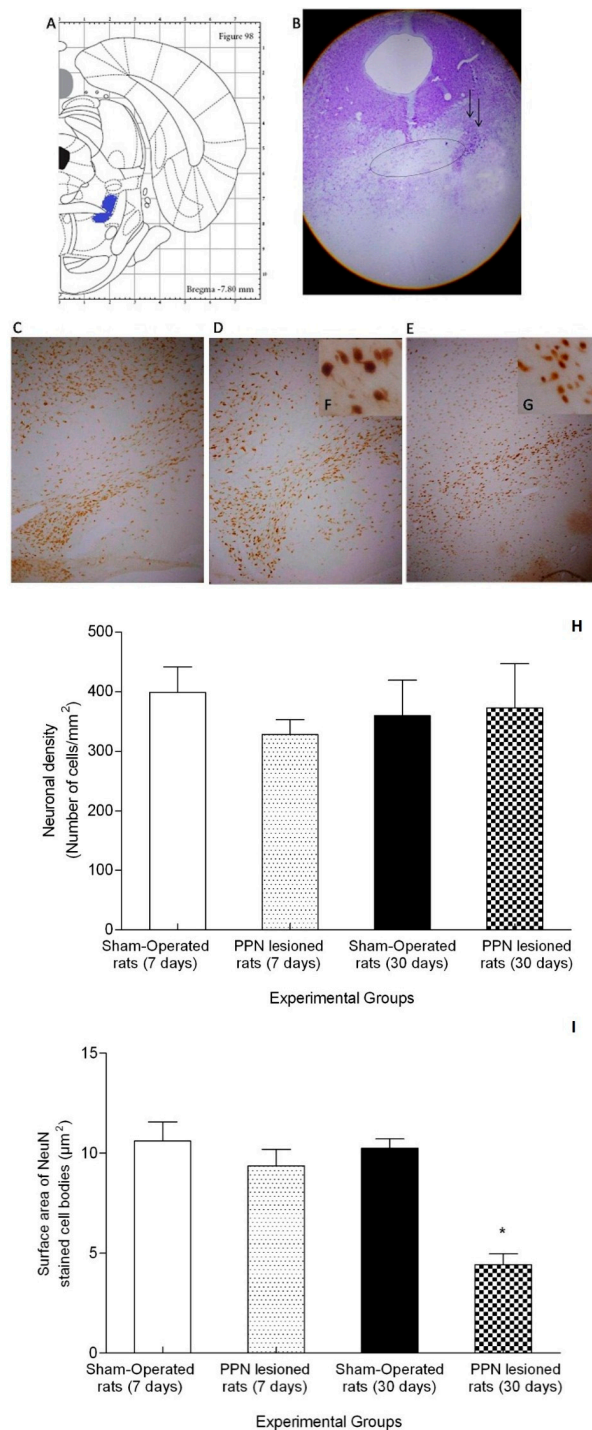 A
Figure 98
Bregma -7.80 mm
B
C
D
E
F
G
H
500
400
300
200
100
0
Neuronal density
(Number of cells/mm²)
Sham-Operated
rats (7 days)
PPN lesioned
rats (7 days)
Sham-Operated
rats (30 days)
PPN lesioned
rats (30 days)
Experimental Groups
I
15
10
5
0
Surface area of NeuN
stained cell bodies (µm²)
*
Sham-Operated
rats (7 days)
PPN lesioned
rats (7 days)
Sham-Operated
rats (30 days)
PPN lesioned
rats (30 days)
Experimental Groups